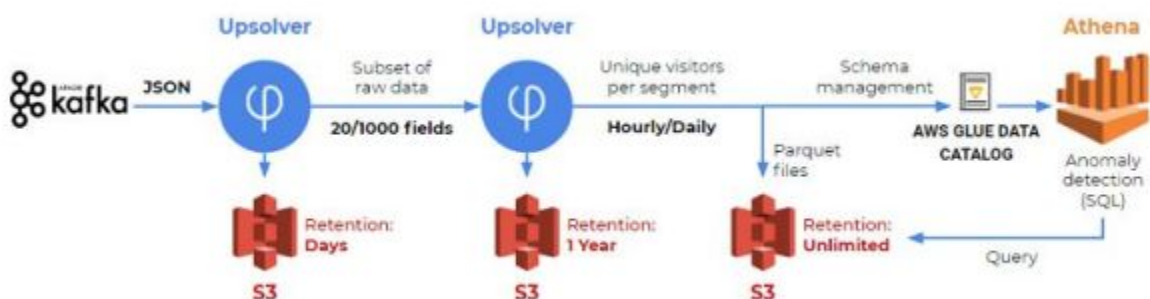 Upsolver
Upsolver
Athena
APACHE
kafka
JSON
Subset of
raw data
20/1000 fields
Unique visitors
per segment
Hourly/Daily
Schema
management
AWS GLUE DATA
CATALOG
Parquet
files
Anomaly
detection
(SQL)
Query
Retention:
Days
S3
Retention:
1 Year
S3
Retention:
Unlimited
S3